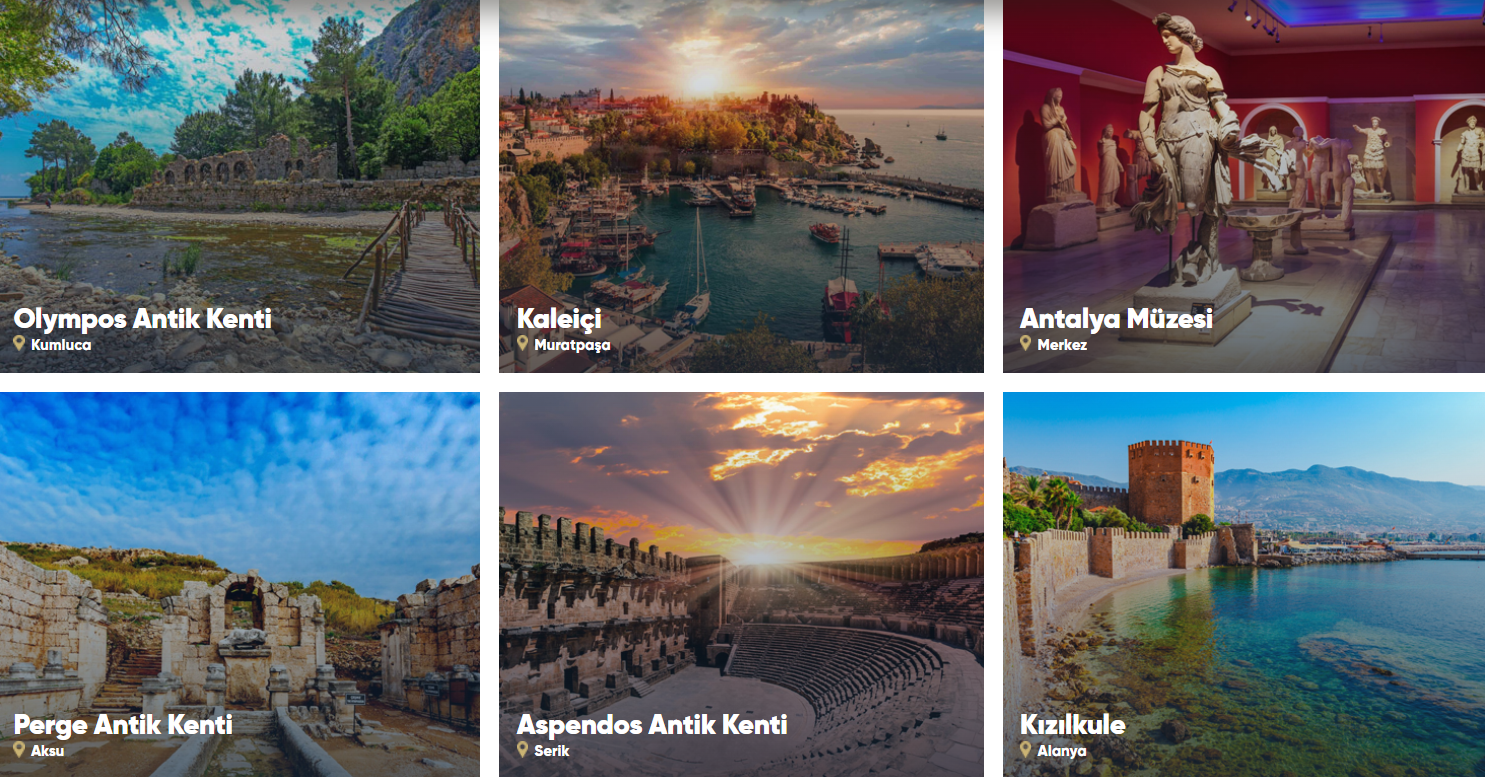 Olympos Antik Kenti
Kumluca
Kaleiçi
Muratpaşa
Antalya Müzesi
Merkez
Perge Antik Kenti
Aksu
Aspendos Antik Kenti
Serik
Kızılkule
Alanya